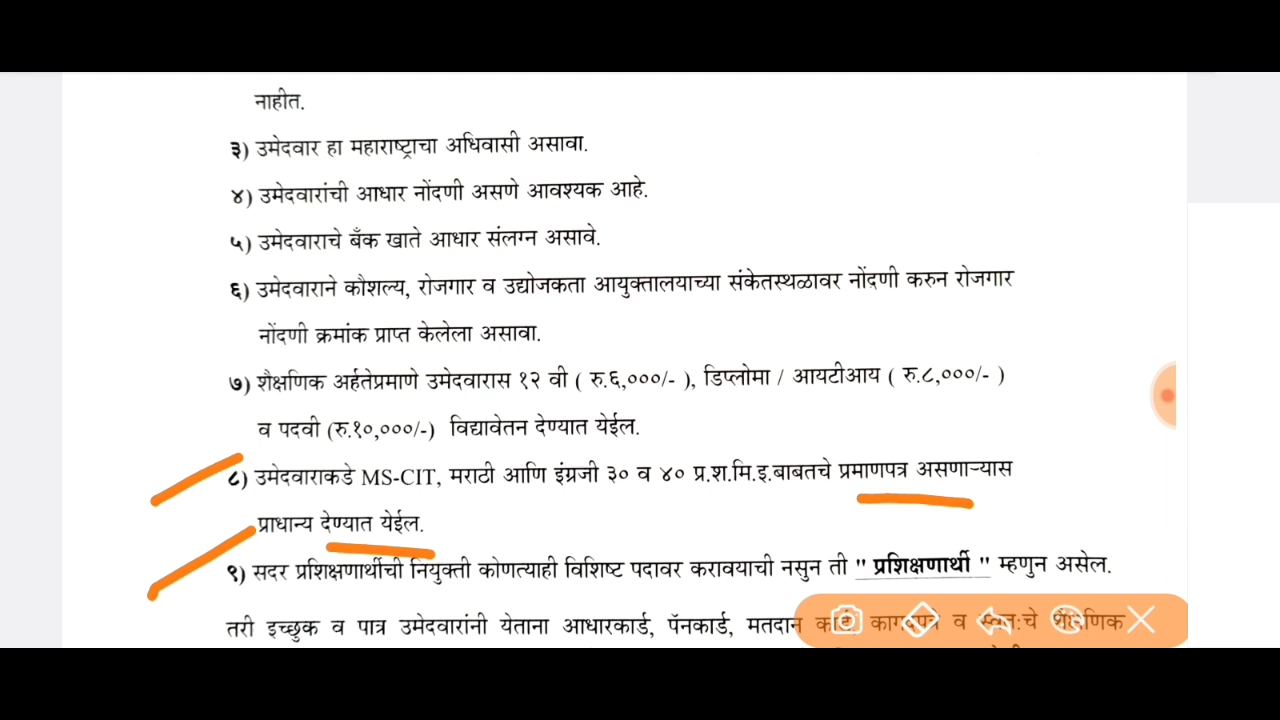 नाहीत.
३) उमेदवार हा महाराष्ट्राचा अधिवासी असावा.
४) उमेदवारांची आधार नोंदणी असणे आवश्यक आहे.
५) उमेदवाराचे बँक खाते आधार संलग्न असावे.
६) उमेदवाराने कौशल्य, रोजगार व उद्योजकता आयुक्तालयाच्या संकेतस्थळावर नोंदणी करुन रोजगार
नोंदणी क्रमांक प्राप्त केलेला असावा.
७) शैक्षणिक अर्हतेप्रमाणे उमेदवारास १२ वी ( रु.६,०००/- ), डिप्लोमा / आयटीआय ( रु.८,०००/- )
व पदवी (रु.१०,०००/-) विद्यावेतन देण्यात येईल.
८) उमेदवाराकडे MS-CIT, मराठी आणि इंग्रजी ३० व ४० प्र.श.मि.इ.बाबतचे प्रमाणपत्र असणाऱ्यास
प्राधान्य देण्यात येईल.
९) सदर प्रशिक्षणार्थीची नियुक्ती कोणत्याही विशिष्ट पदावर करावयाची नसुन ती " प्रशिक्षणार्थी " म्हणुन असेल.
तरी इच्छुक व पात्र उमेदवारांनी येताना आधारकार्ड, पॅनकार्ड, मतदान कार्ड, कागदपत्रे व स्वत:चे शैक्षणिक